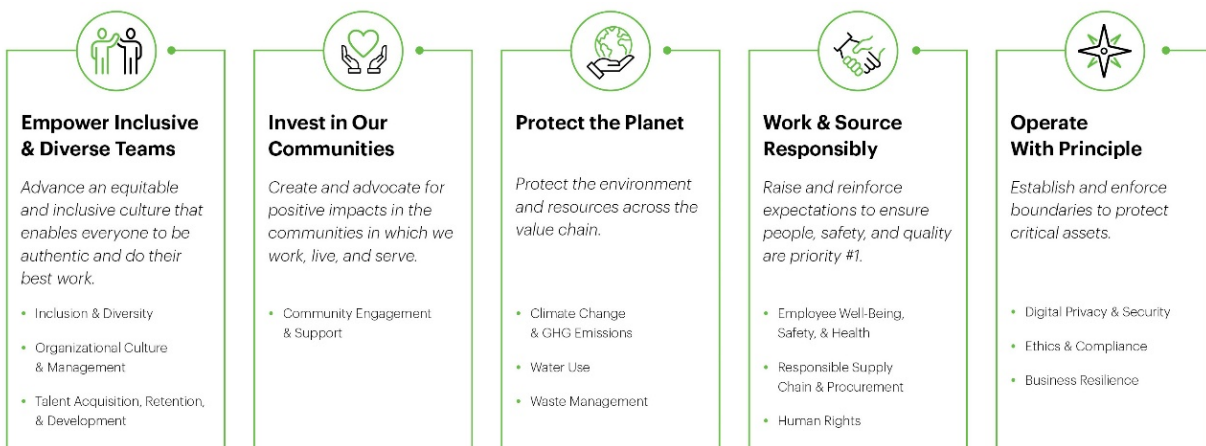 Empower Inclusive
& Diverse Teams
Advance an equitable
and inclusive culture that
enables everyone to be
authentic and do their
best work.
• Inclusion & Diversity
• Organizational Culture
& Management
• Talent Acquisition, Retention,
& Development
Invest in Our
Communities
Create and advocate for
positive impacts in the
communities in which we
work, live, and serve.
• Community Engagement
& Support
Protect the Planet
Protect the environment
and resources across the
value chain.
• Climate Change
& GHG Emissions
• Water Use
• Waste Management
Work & Source
Responsibly
Raise and reinforce
expectations to ensure
people, safety, and quality
are priority #1.
• Employee Well-Being,
Safety, & Health
• Responsible Supply
Chain & Procurement
• Human Rights
Operate
With Principle
Establish and enforce
boundaries to protect
critical assets.
• Digital Privacy & Security
• Ethics & Compliance
• Business Resilience